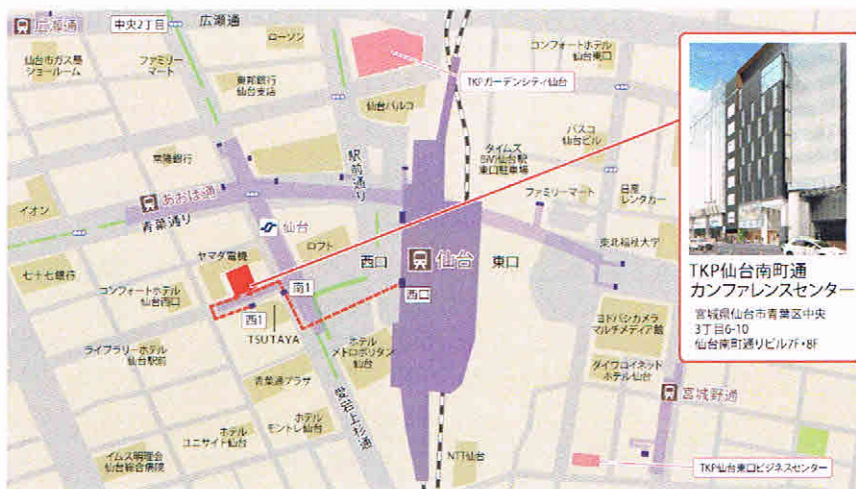 広瀬通
中央2丁目
広瀬通
ローソン
コンフォートホテル
仙台東口
仙台市ガス局
ショールーム
ファミリー
マート
東邦銀行
仙台支店
TKPガーデンシティ仙台
仙台パルコ
常陽銀行
駅前通り
タイムズ
BiVi仙台駅
東口駐車場
パスコ
仙台ビル
イオン
あおば通
青葉通り
ファミリーマート
日産
レンタカー
仙台
ヤマダ電機
ロフト
西口
仙台
東口
東北福祉大学
七十七銀行
コンフォートホテル
仙台西口
南1
西口
西1
TSUTAYA
ヨドバシカメラ
マルチメディア館
ライブラリーホテル
仙台駅前
ホテル
メトロポリタン
仙台
ダイワロイネット
ホテル仙台
青葉通プラザ
愛宕上杉通
宮城野通
ホテル
ユニサイト仙台
ホテル
モントレ仙台
イムス明理会
仙台総合病院
NTT仙台
TKP仙台東口ビジネスセンター
TKP仙台南町通
カンファレンスセンター
宮城県仙台市青葉区中央
3丁目6-10
仙台南町通りビル7F・8F